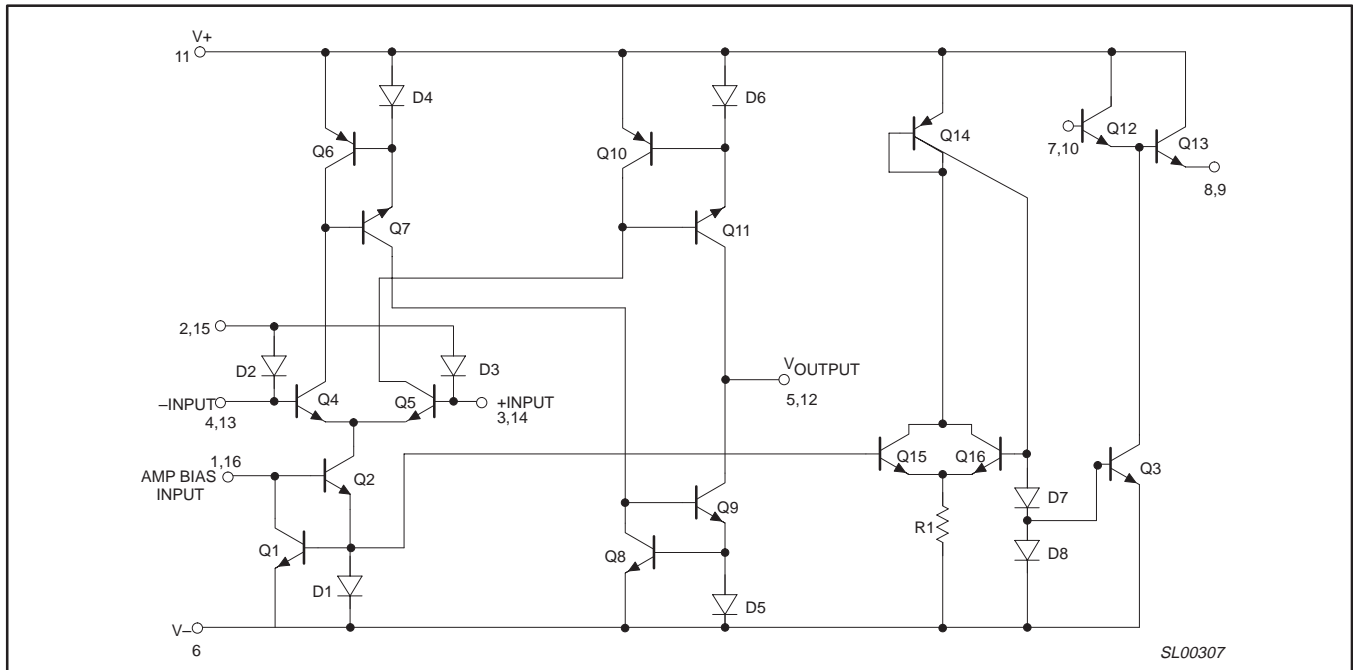 V+
11
D4
D6
Q6
Q10
Q14
Q12
Q13
7,10
8,9
Q7
Q11
2,15
D2
D3
VOUTPUT
5,12
–INPUT
4,13
Q4
Q5
+INPUT
3,14
AMP BIAS
INPUT
1,16
Q2
Q15
Q16
Q3
D7
Q9
R1
Q1
Q8
D8
D1
D5
V–
6
SL00307